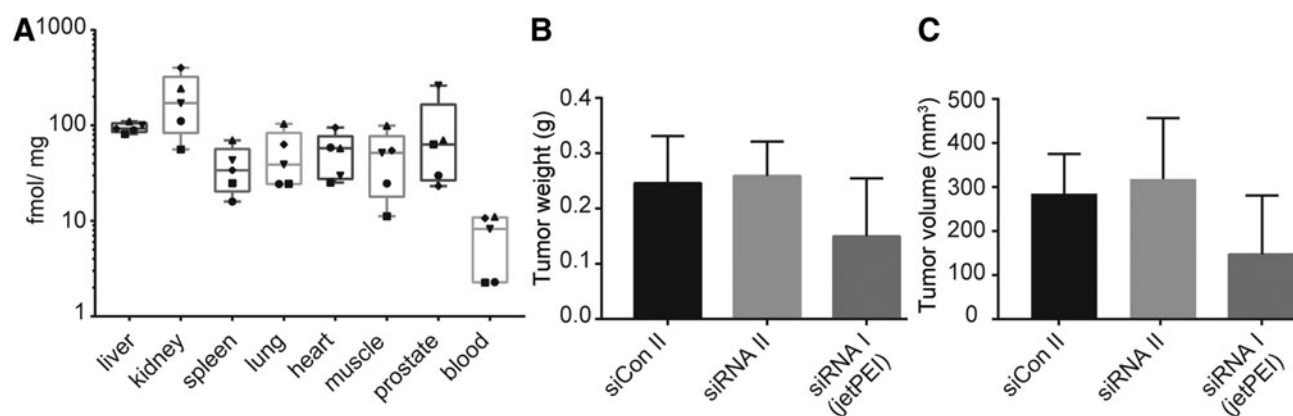 A
1000
100
10
1
fmol/ mg
liver
kidney
spleen
lung
heart
muscle
prostate
blood
B
0.4
0.3
0.2
0.1
0.0
Tumor weight (g)
siCon II
siRNA II
siRNA I
(jetPEI)
C
500
400
300
200
100
0
Tumor volume (mm³)
siCon II
siRNA II
siRNA I
(jetPEI)